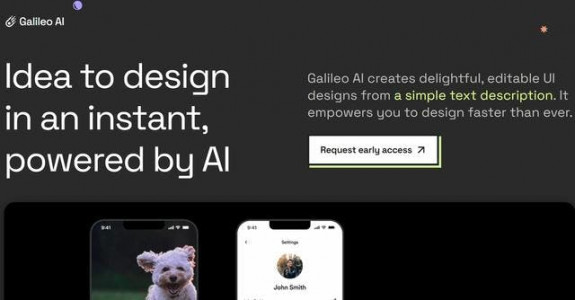 Galileo AI
Idea to design
in an instant,
powered by AI
Galileo AI creates delightful, editable UI
designs from a simple text description. It
empowers you to design faster than ever.
Request early access
9:41
9:41
Settings
John Smith